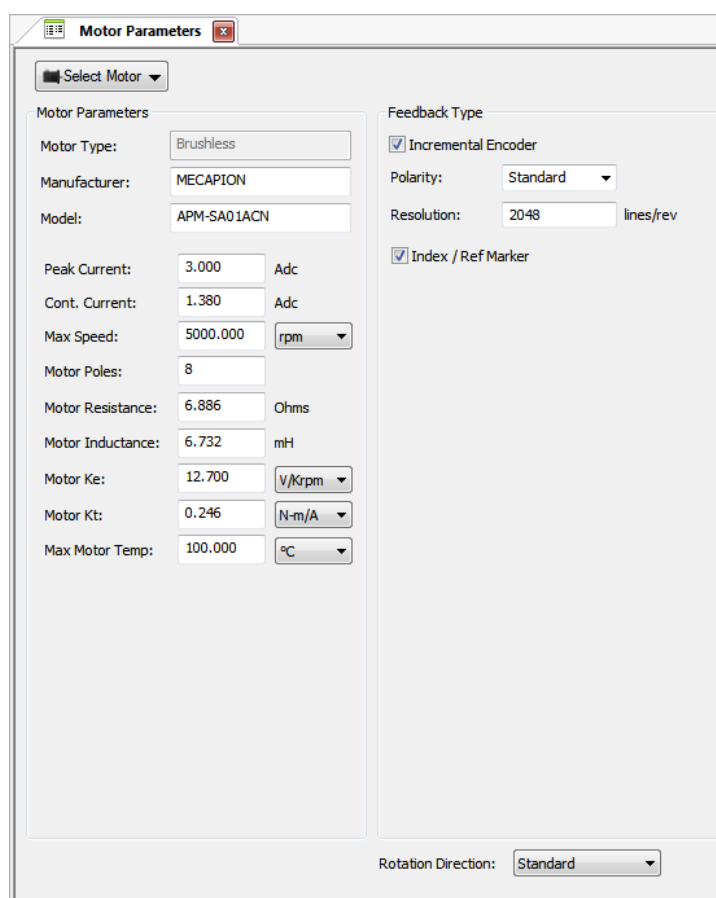 Motor Parameters
Select Motor
Motor Parameters
Motor Type: Brushless
Manufacturer: MECAPION
Model: APM-SA01ACN
Peak Current: 3.000 Adc
Cont. Current: 1.380 Adc
Max Speed: 5000.000 rpm
Motor Poles: 8
Motor Resistance: 6.886 Ohms
Motor Inductance: 6.732 mH
Motor Ke: 12.700 V/Krpm
Motor Kt: 0.246 N-m/A
Max Motor Temp: 100.000 ºC
Feedback Type
Incremental Encoder
Polarity: Standard
Resolution: 2048 lines/rev
Index / Ref Marker
Rotation Direction: Standard